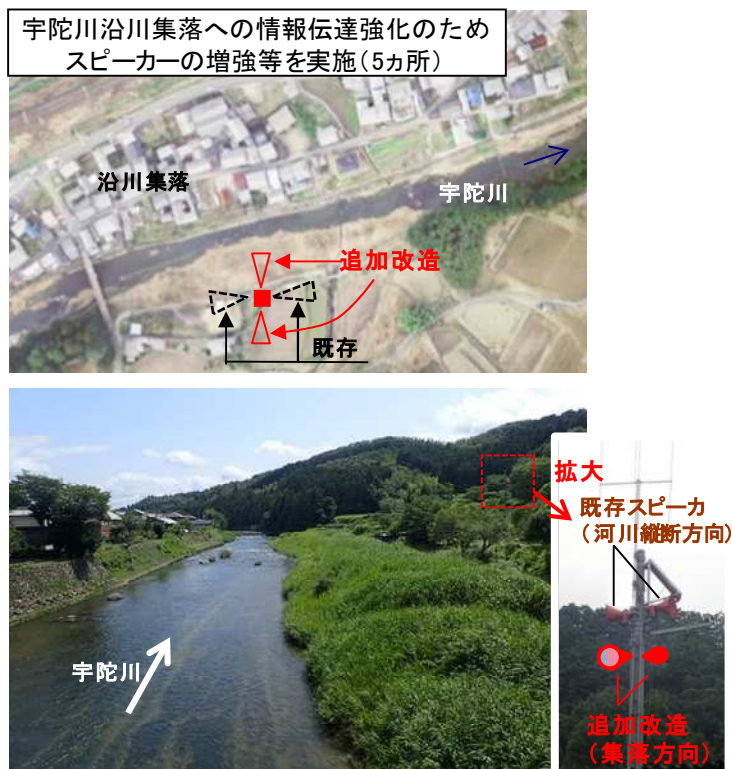 宇陀川沿川集落への情報伝達強化のため
スピーカーの増強等を実施(5ヵ所)
沿川集落
宇陀川
追加改造
既存
拡大
既存スピーカ
(河川縦断方向)
宇陀川
追加改造
(集落方向)